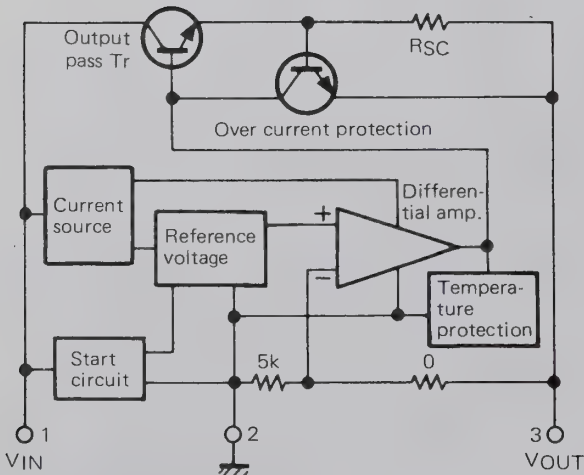 Output
pass Tr
RSC
Over current protection
Current
source
Reference
voltage
+
−
Differen-
tial amp.
Tempera-
ture
protection
Start
circuit
5k
0
1
2
3
VIN
VOUT